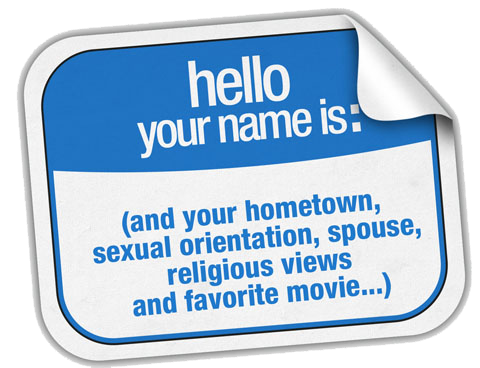 hello
your name is:
(and your hometown,
sexual orientation, spouse,
religious views
and favorite movie...)